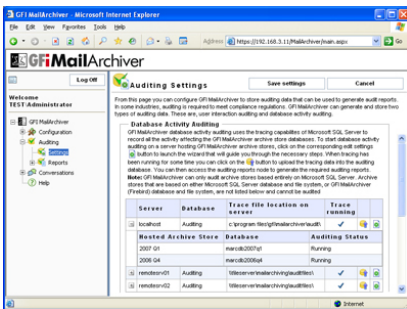 GFI MailArchiver - Microsoft Internet Explorer
File Edit View Favorites Tools Help
Address https://192.168.3.11/MailArchiver/main.aspx Go
GFiMailArchiver
Log Off
Welcome
TEST\Administrator
GFI MailArchiver
Configuration
Auditing
Settings
Reports
Conversations
Help
Auditing Settings
Save settings
Cancel
From this page you can configure GFI MailArchiver to store auditing data that can be used to generate audit reports.
In some industries, auditing is required to meet compliance regulations. GFI MailArchiver can generate and store two
types of auditing data. These are, user interaction auditing and database activity auditing.
Database Activity Auditing
GFI MailArchiver database activity auditing uses the tracing capabilities of Microsoft SQL Server to
record all the activity effecting the GFI MailArchiver archive store databases. To start database activity
auditing on a server hosting GFI MailArchiver archive stores, click on the corresponding edit settings
button to launch the wizard that will guide you through the necessary steps. When tracing has
been running for some time you can click on the button to upload the tracing data into the auditing
database. You can then access the auditing reports node to generate the required auditing reports.
Note: GFI MailArchiver can only audit archive stores based entirely on Microsoft SQL Server. Archive
stores that are based on either Microsoft SQL Server database and file system, or GFI MailArchiver
(Firebird) database and file system, are not listed below and cannot be audited
Server Database Trace file location on server Trace running
localhost Auditing c:\program files\gfi\mailarchiver\audit\
Hosted Archive Store Database Auditing Status
2007 Q1 marcdb2007q1 Running
2006 Q4 marcdb2006q4 Running
remotesrv01 Auditing \\fileserver\mailarchiving\auditfiles\
remotesrv02 Auditing \\fileserver\mailarchiving\auditfiles\
Internet